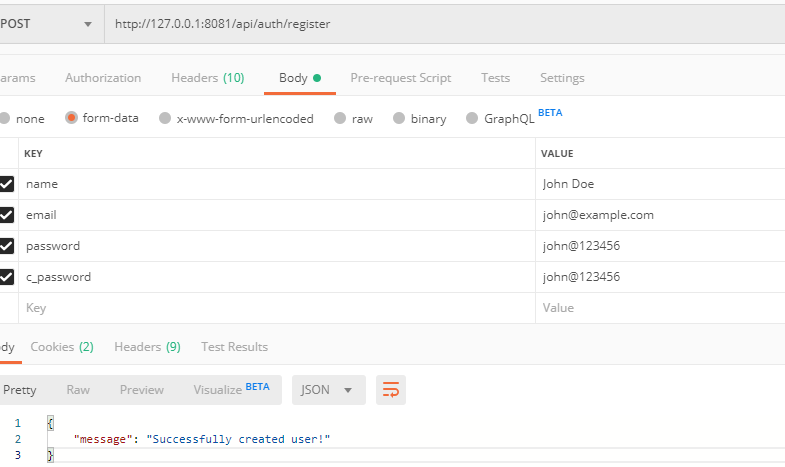 POST http://127.0.0.1:8081/api/auth/register
arams Authorization Headers (10) Body Pre-request Script Tests Settings
none form-data x-www-form-urlencoded raw binary GraphQL BETA
KEY VALUE
name John Doe
email john@example.com
password john@123456
c_password john@123456
Key Value
dy Cookies (2) Headers (9) Test Results
Pretty Raw Preview Visualize BETA JSON
1 {
2 "message": "Successfully created user!"
3 }